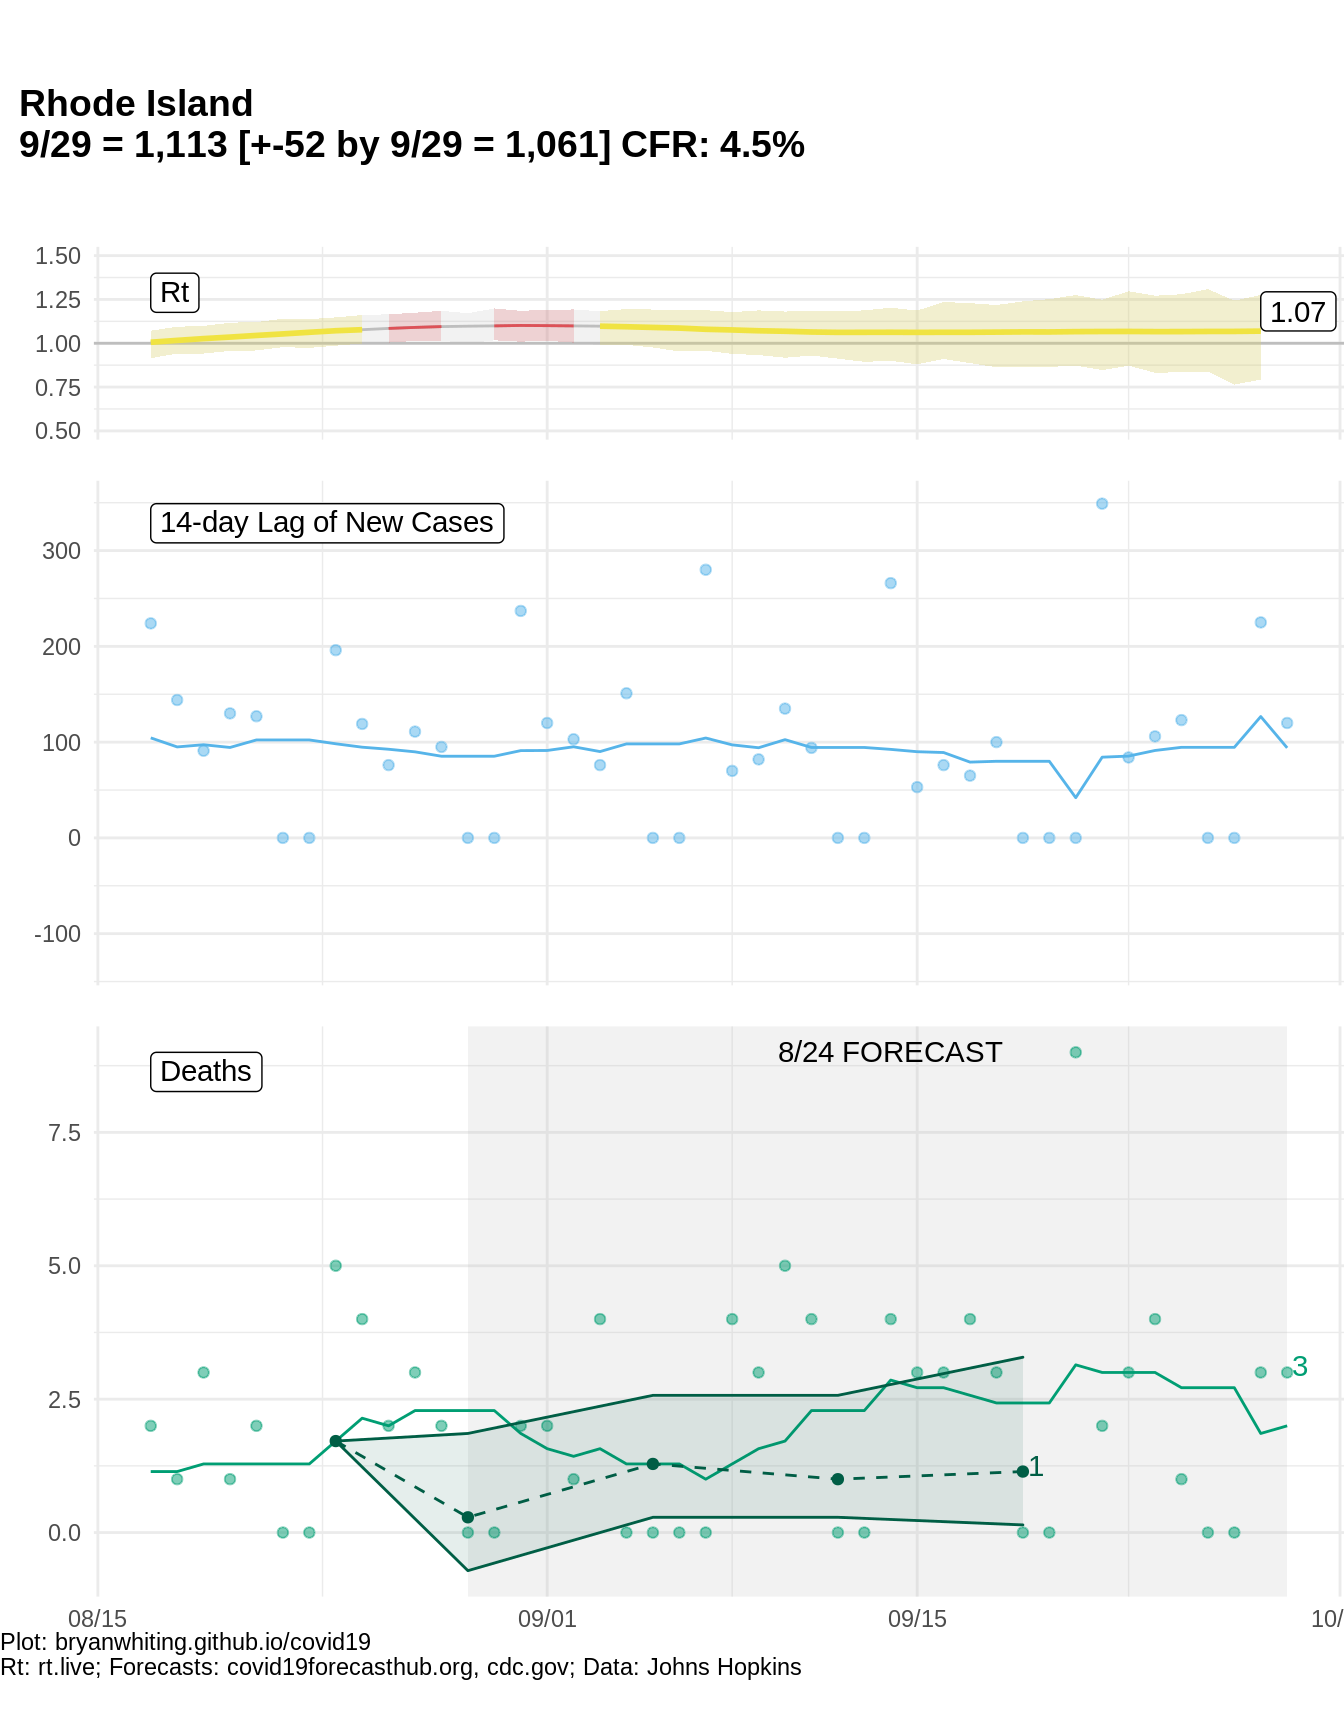 Rhode Island
9/29 = 1,113 [+-52 by 9/29 = 1,061] CFR: 4.5%
1.50
1.25
1.00
0.75
0.50
Rt
1.07
14-day Lag of New Cases
300
200
100
0
-100
Deaths
8/24 FORECAST
7.5
5.0
2.5
0.0
3
1
08/15 09/01 09/15 10/
Plot: bryanwhiting.github.io/covid19
Rt: rt.live; Forecasts: covid19forecasthub.org, cdc.gov; Data: Johns Hopkins